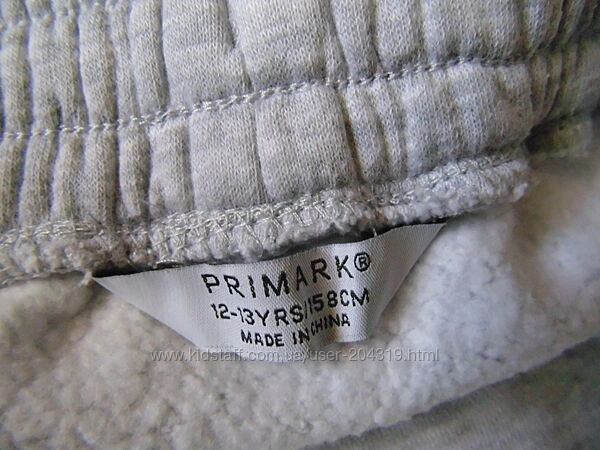 PRIMARK®
12-13YRS/158CM
MADE IN CHINA
www.kidstaff.com.ua/user-204319.html